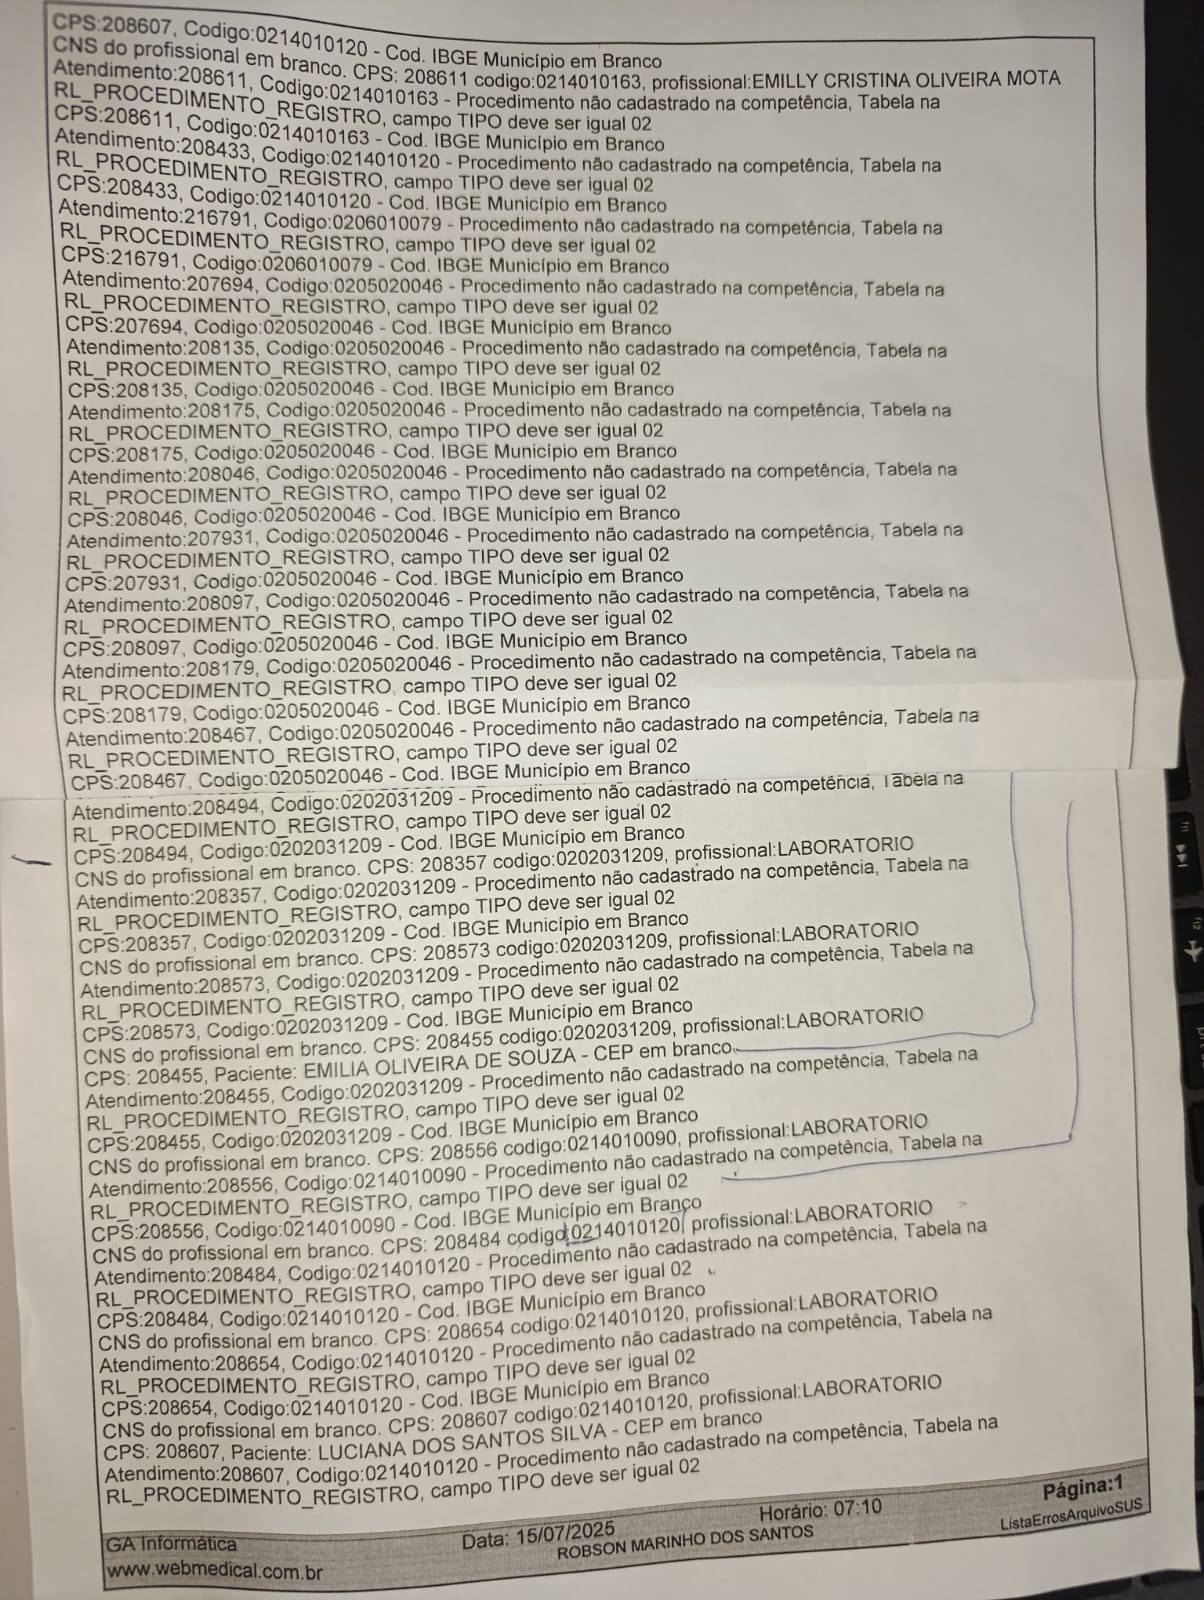 CPS:208607, Codigo:0214010120 - Cod. IBGE Município em Branco
CNS do profissional em branco. CPS: 208611 codigo:0214010163, profissional:EMILLY CRISTINA OLIVEIRA MOTA
Atendimento:208611, Codigo:0214010163 - Procedimento não cadastrado na competência, Tabela na
RL_PROCEDIMENTO_REGISTRO, campo TIPO deve ser igual 02
CPS:208611, Codigo:0214010163 - Cod. IBGE Município em Branco
Atendimento:208433, Codigo:0214010120 - Procedimento não cadastrado na competência, Tabela na
RL_PROCEDIMENTO_REGISTRO, campo TIPO deve ser igual 02
CPS:208433, Codigo:0214010120 - Cod. IBGE Município em Branco
Atendimento:216791, Codigo:0206010079 - Procedimento não cadastrado na competência, Tabela na
RL_PROCEDIMENTO_REGISTRO, campo TIPO deve ser igual 02
CPS:216791, Codigo:0206010079 - Cod. IBGE Município em Branco
Atendimento:207694, Codigo:0205020046 - Procedimento não cadastrado na competência, Tabela na
RL_PROCEDIMENTO_REGISTRO, campo TIPO deve ser igual 02
CPS:207694, Codigo:0205020046 - Cod. IBGE Município em Branco
Atendimento:208135, Codigo:0205020046 - Procedimento não cadastrado na competência, Tabela na
RL_PROCEDIMENTO_REGISTRO, campo TIPO deve ser igual 02
CPS:208135, Codigo:0205020046 - Cod. IBGE Município em Branco
Atendimento:208175, Codigo:0205020046 - Procedimento não cadastrado na competência, Tabela na
RL_PROCEDIMENTO_REGISTRO, campo TIPO deve ser igual 02
CPS:208175, Codigo:0205020046 - Cod. IBGE Município em Branco
Atendimento:208046, Codigo:0205020046 - Procedimento não cadastrado na competência, Tabela na
RL_PROCEDIMENTO_REGISTRO, campo TIPO deve ser igual 02
CPS:208046, Codigo:0205020046 - Cod. IBGE Município em Branco
Atendimento:207931, Codigo:0205020046 - Procedimento não cadastrado na competência, Tabela na
RL_PROCEDIMENTO_REGISTRO, campo TIPO deve ser igual 02
CPS:207931, Codigo:0205020046 - Cod. IBGE Município em Branco
Atendimento:208097, Codigo:0205020046 - Procedimento não cadastrado na competência, Tabela na
RL_PROCEDIMENTO_REGISTRO, campo TIPO deve ser igual 02
CPS:208097, Codigo:0205020046 - Cod. IBGE Município em Branco
Atendimento:208179, Codigo:0205020046 - Procedimento não cadastrado na competência, Tabela na
RL_PROCEDIMENTO_REGISTRO, campo TIPO deve ser igual 02
CPS:208179, Codigo:0205020046 - Cod. IBGE Município em Branco
Atendimento:208467, Codigo:0205020046 - Procedimento não cadastrado na competência, Tabela na
RL_PROCEDIMENTO_REGISTRO, campo TIPO deve ser igual 02
CPS:208467, Codigo:0205020046 - Cod. IBGE Município em Branco
Atendimento:208494, Codigo:0202031209 - Procedimento não cadastrado na competência, Tabela na
RL_PROCEDIMENTO_REGISTRO, campo TIPO deve ser igual 02
CPS:208494, Codigo:0202031209 - Cod. IBGE Município em Branco
CNS do profissional em branco. CPS: 208357 codigo:0202031209, profissional:LABORATORIO
Atendimento:208357, Codigo:0202031209 - Procedimento não cadastrado na competência, Tabela na
RL_PROCEDIMENTO_REGISTRO, campo TIPO deve ser igual 02
CPS:208357, Codigo:0202031209 - Cod. IBGE Município em Branco
CNS do profissional em branco. CPS: 208573 codigo:0202031209, profissional:LABORATORIO
Atendimento:208573, Codigo:0202031209 - Procedimento não cadastrado na competência, Tabela na
RL_PROCEDIMENTO_REGISTRO, campo TIPO deve ser igual 02
CPS:208573, Codigo:0202031209 - Cod. IBGE Município em Branco
CNS do profissional em branco. CPS: 208455 codigo:0202031209, profissional:LABORATORIO
CPS: 208455, Paciente: EMILIA OLIVEIRA DE SOUZA - CEP em branco
Atendimento:208455, Codigo:0202031209 - Procedimento não cadastrado na competência, Tabela na
RL_PROCEDIMENTO_REGISTRO, campo TIPO deve ser igual 02
CPS:208455, Codigo:0202031209 - Cod. IBGE Município em Branco
CNS do profissional em branco. CPS: 208556 codigo:0214010090, profissional:LABORATORIO
Atendimento:208556, Codigo:0214010090 - Procedimento não cadastrado na competência, Tabela na
RL_PROCEDIMENTO_REGISTRO, campo TIPO deve ser igual 02
CPS:208556, Codigo:0214010090 - Cod. IBGE Município em Branco
CNS do profissional em branco. CPS: 208484 codigo:0214010120, profissional:LABORATORIO
Atendimento:208484, Codigo:0214010120 - Procedimento não cadastrado na competência, Tabela na
RL_PROCEDIMENTO_REGISTRO, campo TIPO deve ser igual 02
CPS:208484, Codigo:0214010120 - Cod. IBGE Município em Branco
CNS do profissional em branco. CPS: 208654 codigo:0214010120, profissional:LABORATORIO
Atendimento:208654, Codigo:0214010120 - Procedimento não cadastrado na competência, Tabela na
RL_PROCEDIMENTO_REGISTRO, campo TIPO deve ser igual 02
CPS:208654, Codigo:0214010120 - Cod. IBGE Município em Branco
CNS do profissional em branco. CPS: 208607 codigo:0214010120, profissional:LABORATORIO
CPS: 208607, Paciente: LUCIANA DOS SANTOS SILVA - CEP em branco
Atendimento:208607, Codigo:0214010120 - Procedimento não cadastrado na competência, Tabela na
RL_PROCEDIMENTO_REGISTRO, campo TIPO deve ser igual 02
GA Informática Data: 15/07/2025 Horário: 07:10 Página:1
www.webmedical.com.br ROBSON MARINHO DOS SANTOS ListaErrosArquivoSUS
f12